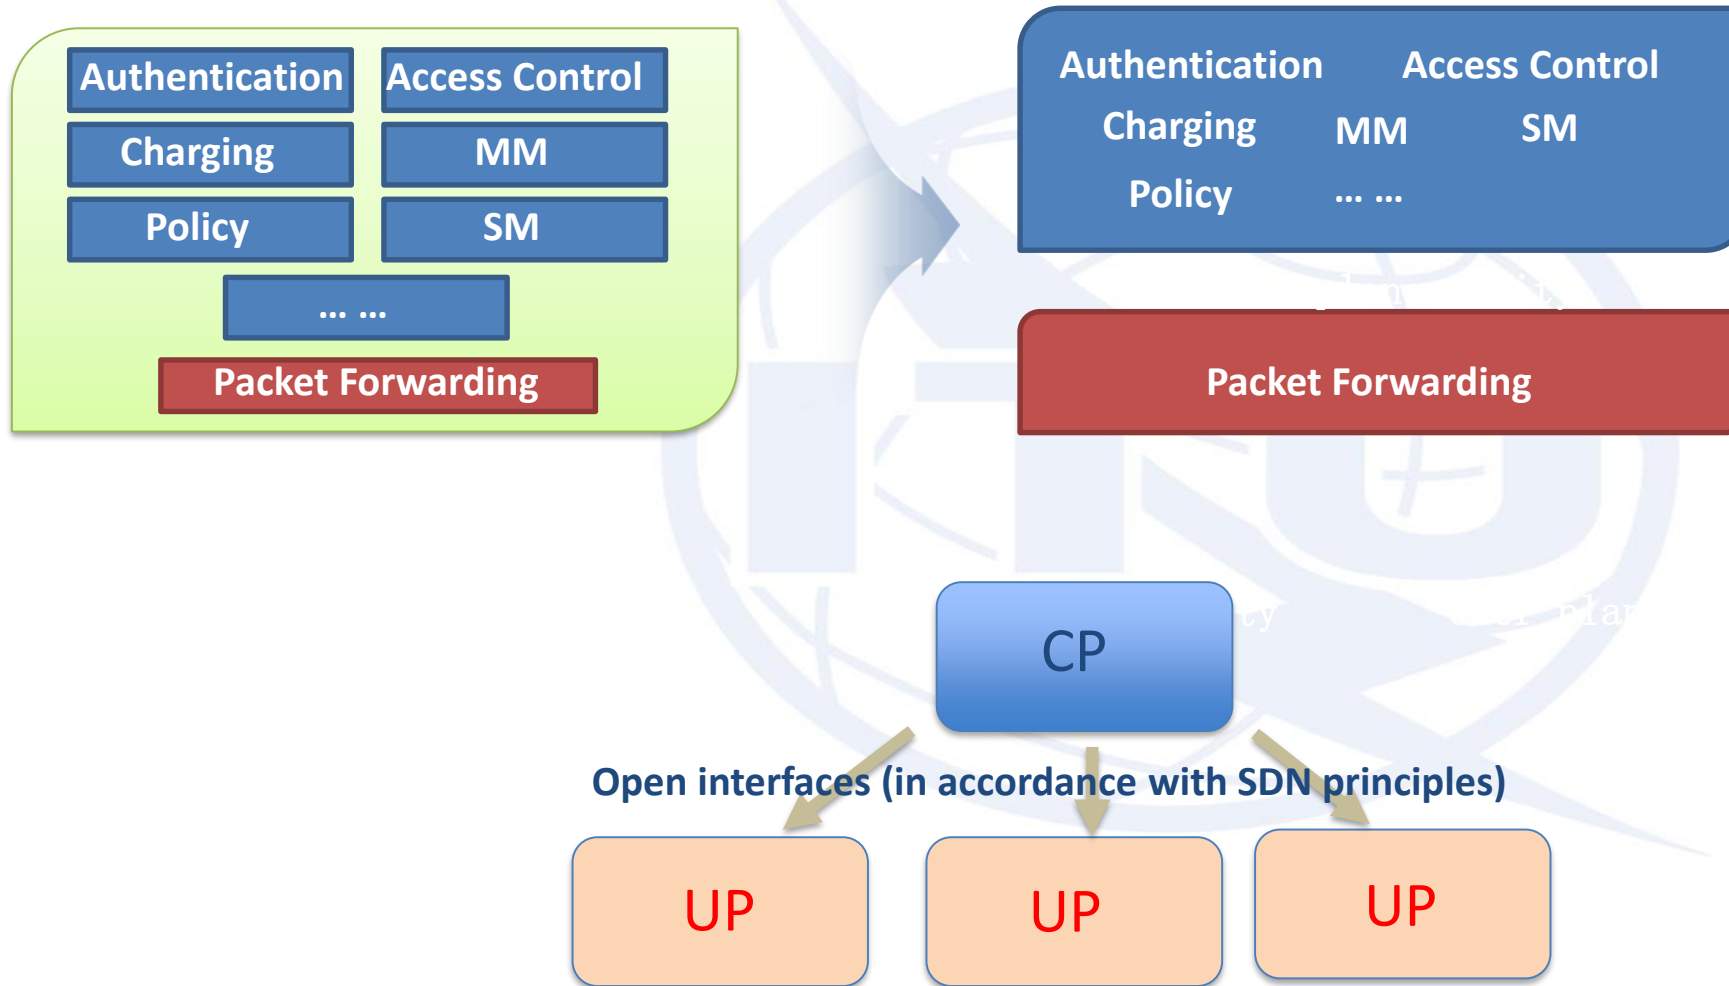 Authentication
Access Control
Charging
MM
Policy
SM
... ...
Packet Forwarding
Authentication Access Control
Charging MM SM
Policy ... ...
Packet Forwarding
ITU
CP
Open interfaces (in accordance with SDN principles)
UP
UP
UP